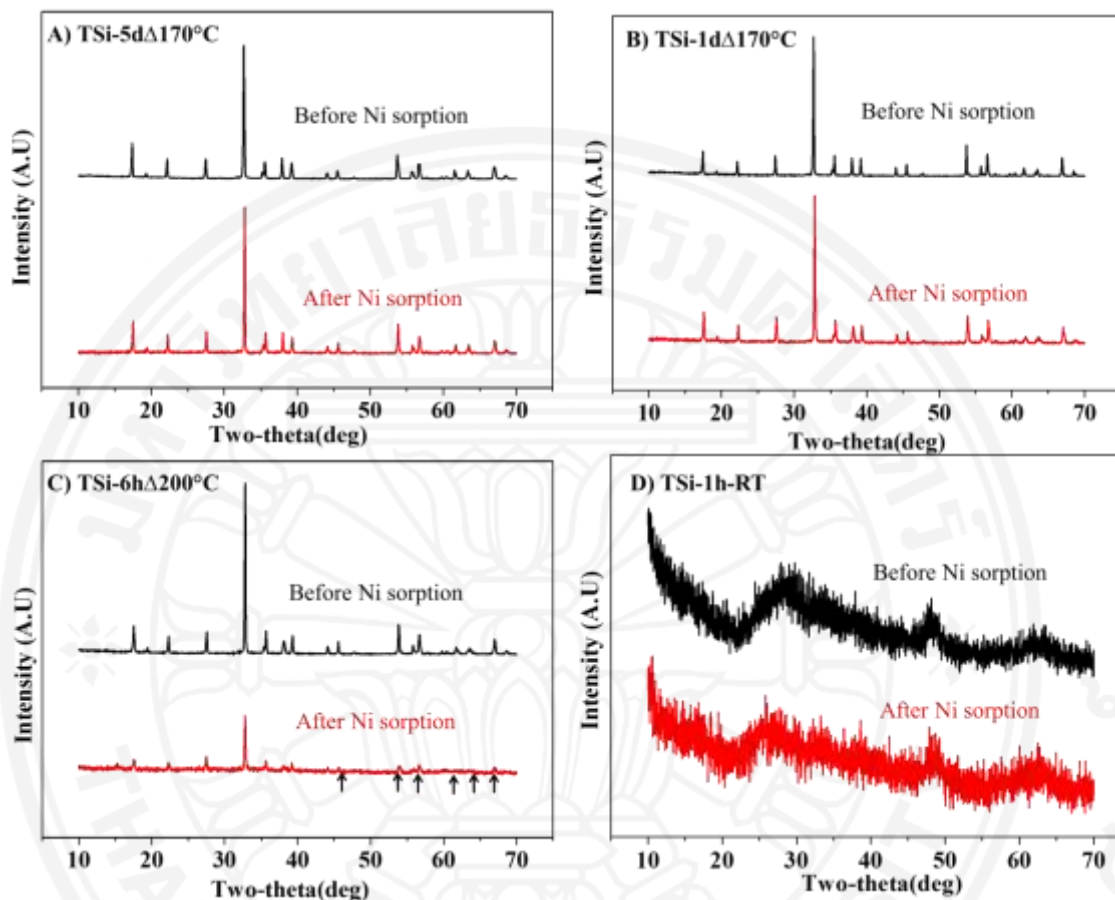 A) TSi-5dΔ170°C
Before Ni sorption
After Ni sorption
Intensity (A.U)
10 20 30 40 50 60 70
Two-theta(deg)
B) TSi-1dΔ170°C
Before Ni sorption
After Ni sorption
Intensity (A.U)
10 20 30 40 50 60 70
Two-theta(deg)
C) TSi-6hΔ200°C
Before Ni sorption
After Ni sorption
Intensity (A.U)
10 20 30 40 50 60 70
Two-theta(deg)
D) TSi-1h-RT
Before Ni sorption
After Ni sorption
Intensity (A.U)
10 20 30 40 50 60 70
Two-theta(deg)